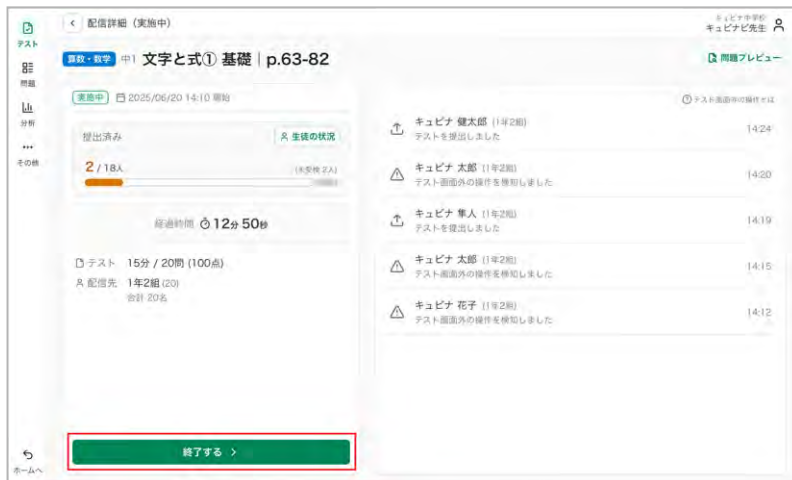 テスト
問題
分析
その他
ホームへ
配信詳細（実施中）
キュビナ中学校
キュビナビ先生
算数・数学 中1 文字と式① 基礎｜p.63-82
問題プレビュー
実施中 2025/06/20 14:10 開始
提出済み 生徒の状況
2 / 18人 (未受検 2人)
経過時間 12分 50秒
テスト 15分 / 20問 (100点)
配信先 1年2組 (20)
合計 20名
終了する
テスト画面外の操作とは
キュビナ 健太郎 (1年2組) 14:24
テストを提出しました
キュビナ 太郎 (1年2組) 14:20
テスト画面外の操作を検知しました
キュビナ 隼人 (1年2組) 14:19
テストを提出しました
キュビナ 太郎 (1年2組) 14:15
テスト画面外の操作を検知しました
キュビナ 花子 (1年2組) 14:12
テスト画面外の操作を検知しました